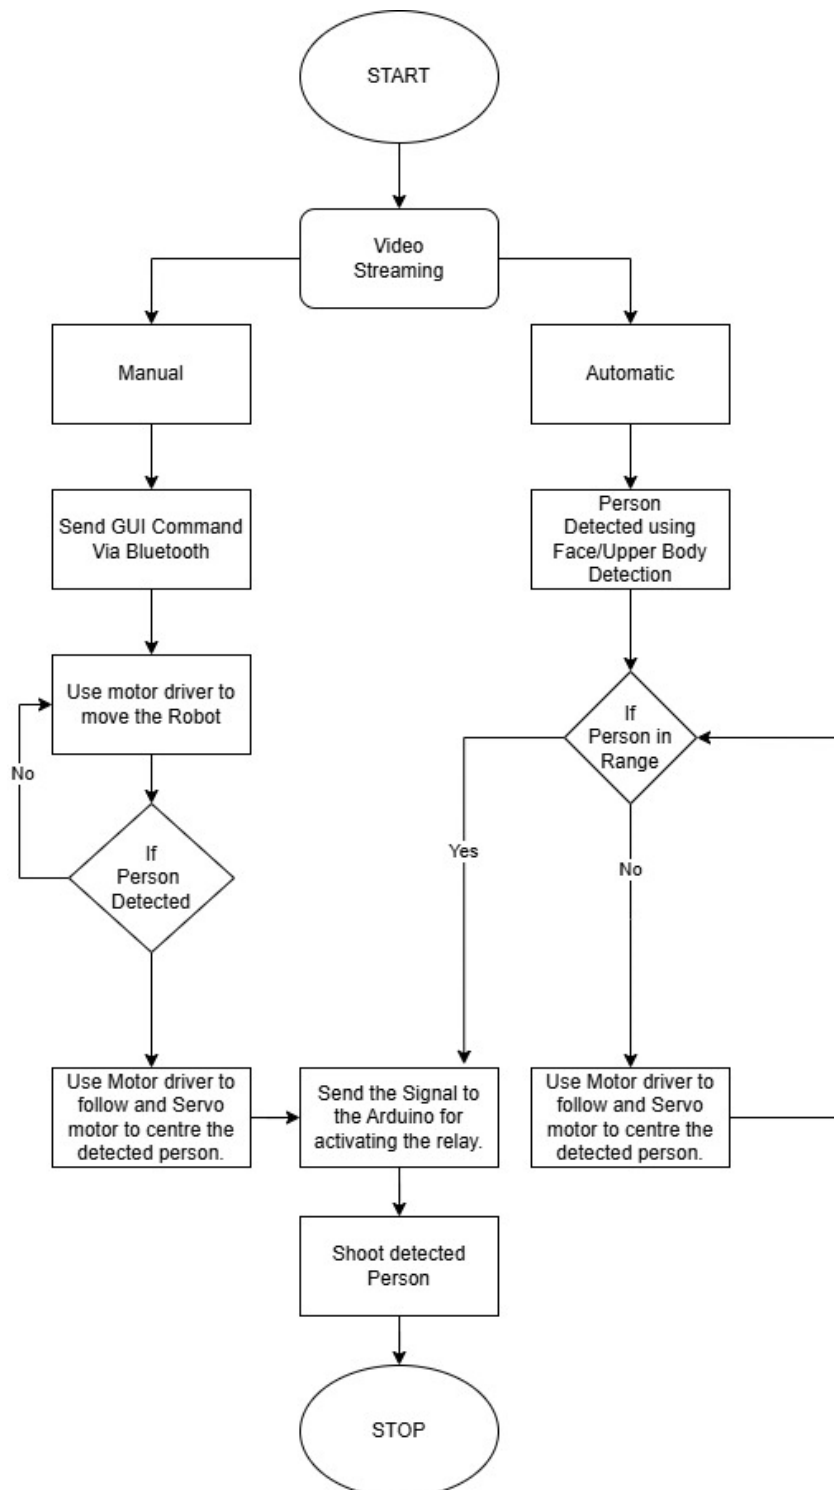 START
Video
Streaming
Manual
Automatic
Send GUI Command
Via Bluetooth
Person
Detected using
Face/Upper Body
Detection
Use motor driver to
move the Robot
If
Person in
Range
No
If
Person
Detected
Yes
No
Use Motor driver to
follow and Servo
motor to centre the
detected person.
Send the Signal to
the Arduino for
activating the relay.
Use Motor driver to
follow and Servo
motor to centre the
detected person.
Shoot detected
Person
STOP